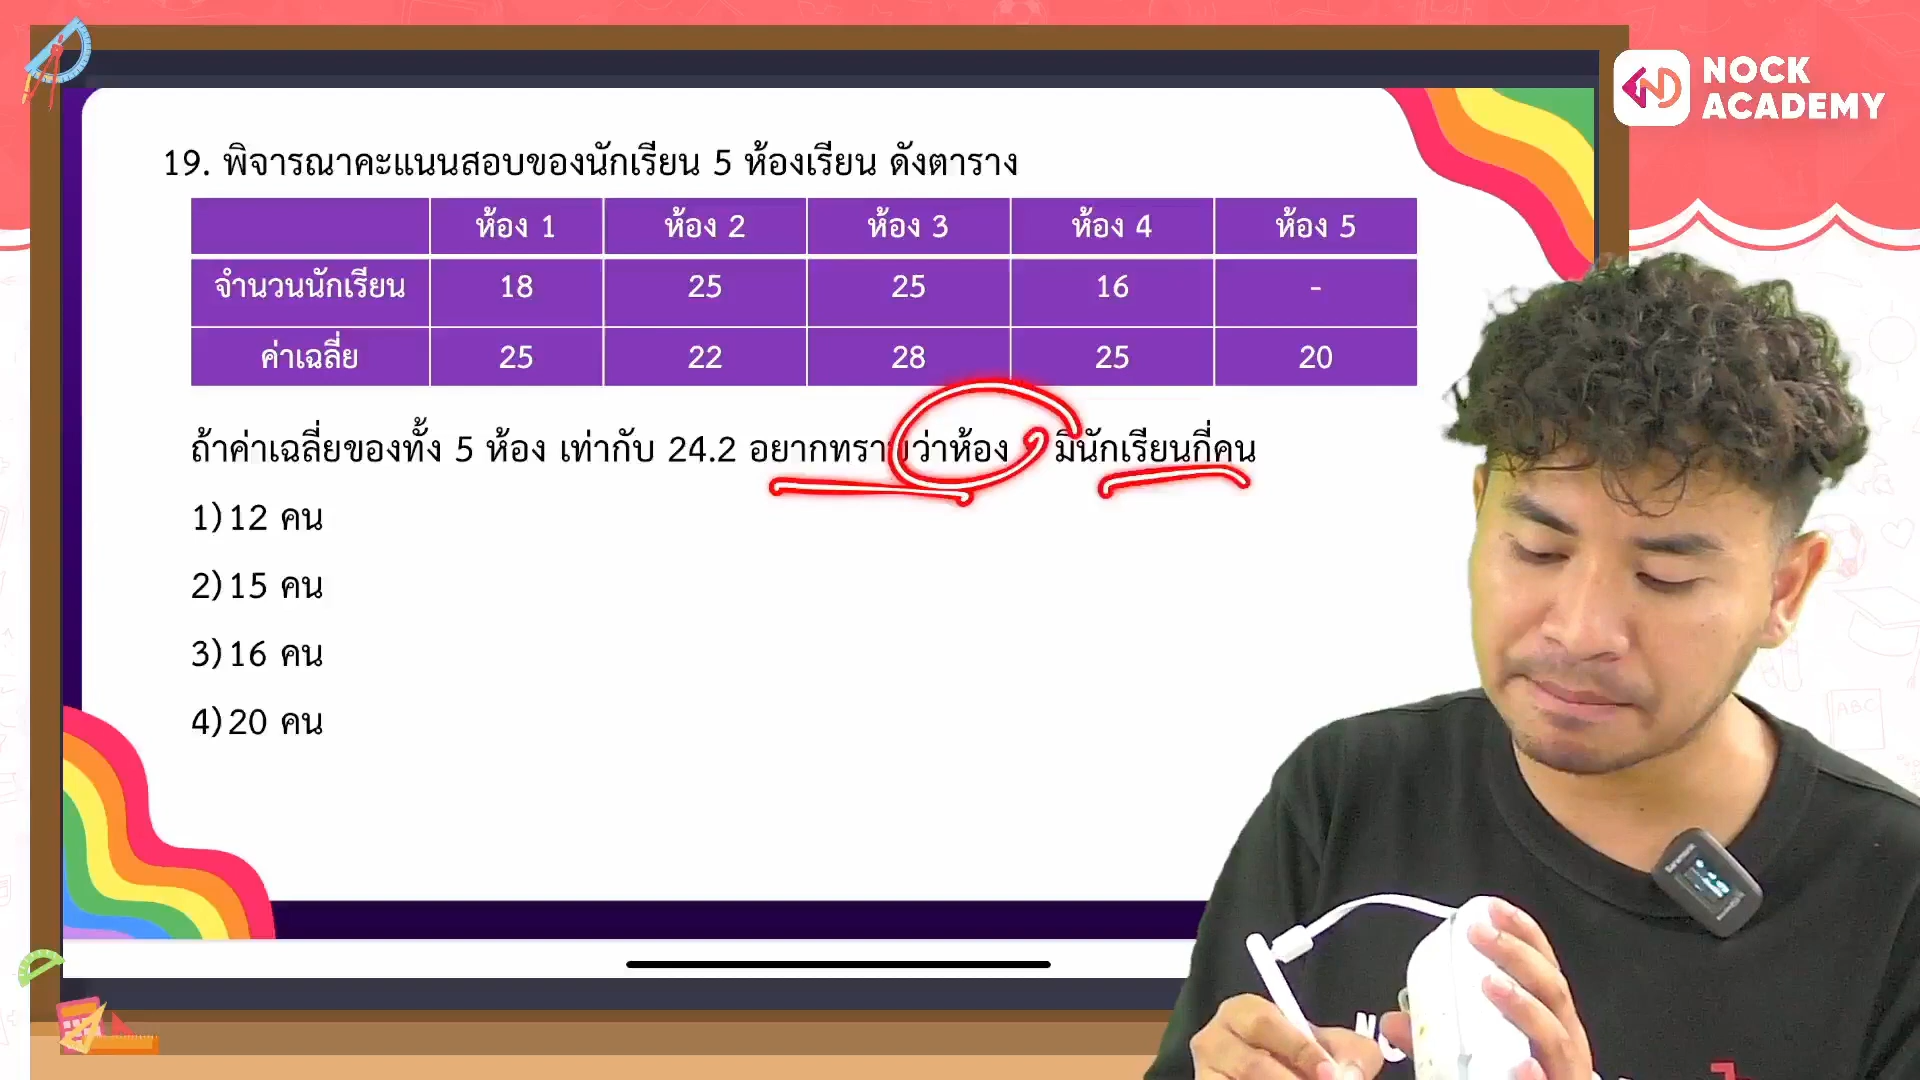 NOCK
ACADEMY
19. พิจารณาคะแนนสอบของนักเรียน 5 ห้องเรียน ดังตาราง
ห้อง 1 ห้อง 2 ห้อง 3 ห้อง 4 ห้อง 5
จำนวนนักเรียน 18 25 25 16 -
ค่าเฉลี่ย 25 22 28 25 20
ถ้าค่าเฉลี่ยของทั้ง 5 ห้อง เท่ากับ 24.2 อยากทราบว่าห้อง มีนักเรียนกี่คน
1) 12 คน
2) 15 คน
3) 16 คน
4) 20 คน
ABC